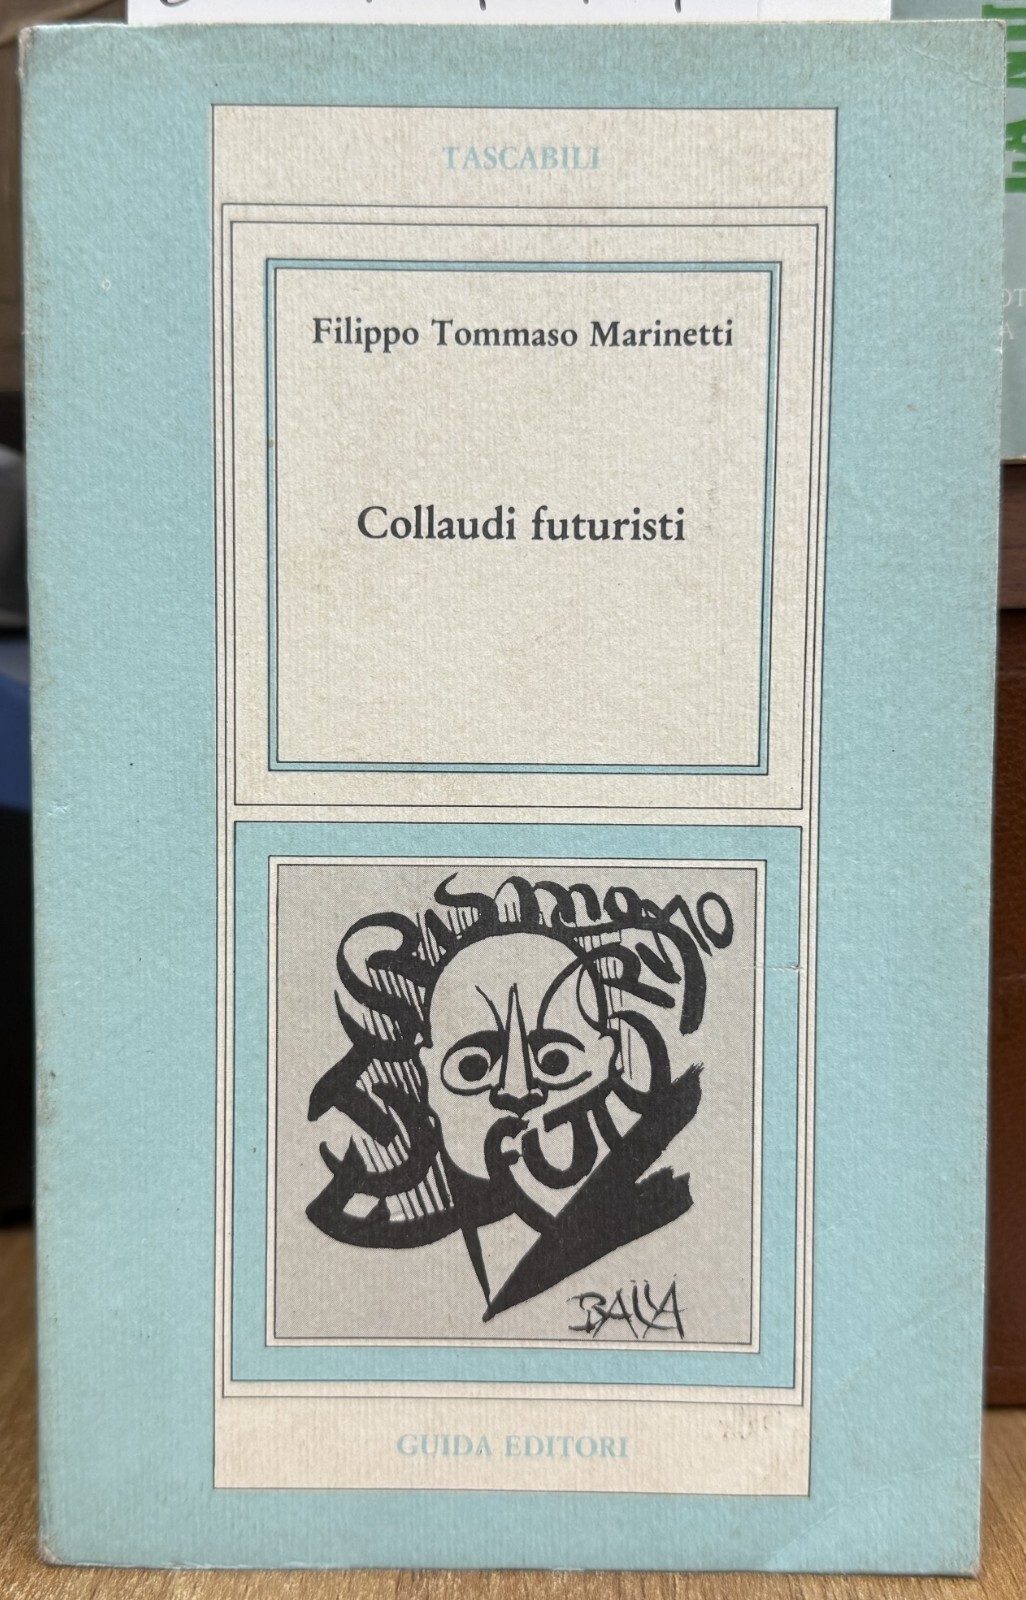 TASCABILI
Filippo Tommaso Marinetti
Collaudi futuristi
BALLA
GUIDA EDITORI